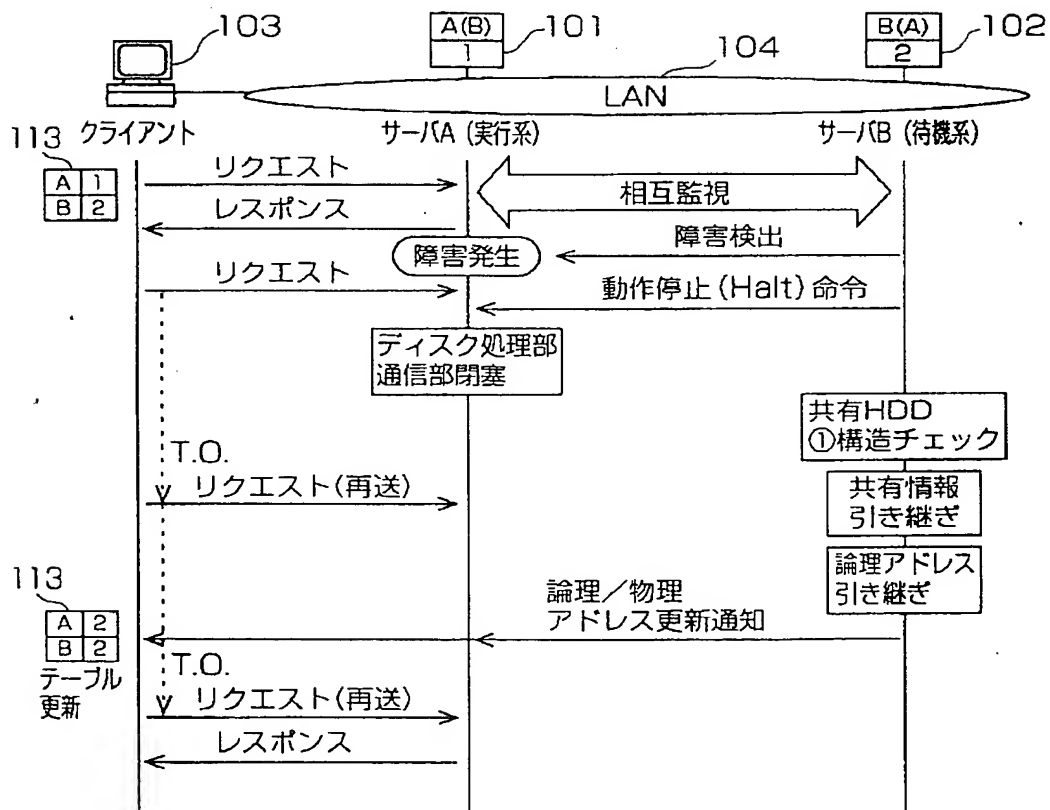 103
A(B)
1
101
B(A)
2
102
104
LAN
クライアント
サーバA (実行系)
サーバB (待機系)
113
A 1
B 2
リクエスト
レスポンス
相互監視
障害発生
障害検出
リクエスト
動作停止(Halt)命令
ディスク処理部
通信部閉塞
共有HDD
①構造チェック
T.O.
リクエスト(再送)
共有情報
引き継ぎ
論理アドレス
引き継ぎ
論理/物理
アドレス更新通知
113
A 2
B 2
テーブル
更新
T.O.
リクエスト(再送)
レスポンス